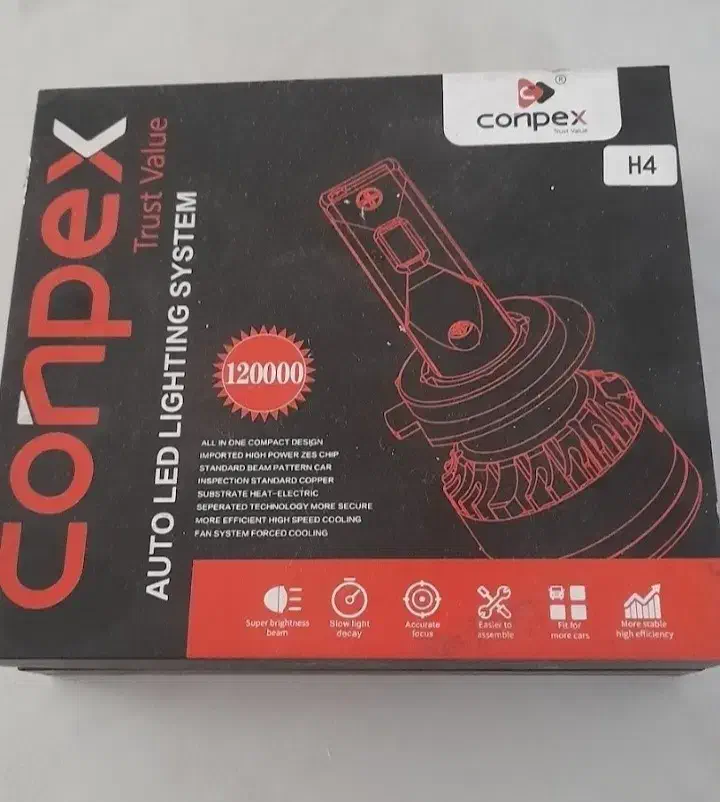 conpex
Trust Value
AUTO LED LIGHTING SYSTEM
®
conpex
Trust Value
H4
120000
ALL IN ONE COMPACT DESIGN
IMPORTED HIGH POWER ZES CHIP
STANDARD BEAM PATTERN CAR
INSPECTION STANDARD COPPER
SUBSTRATE HEAT-ELECTRIC
SEPERATED TECHNOLOGY MORE SECURE
MORE EFFICIENT HIGH SPEED COOLING
FAN SYSTEM FORCED COOLING
Super brightness
beam
Slow light
decay
Accurate
focus
Easier to
assemble
Fit for
more cars
More stable
high efficiency